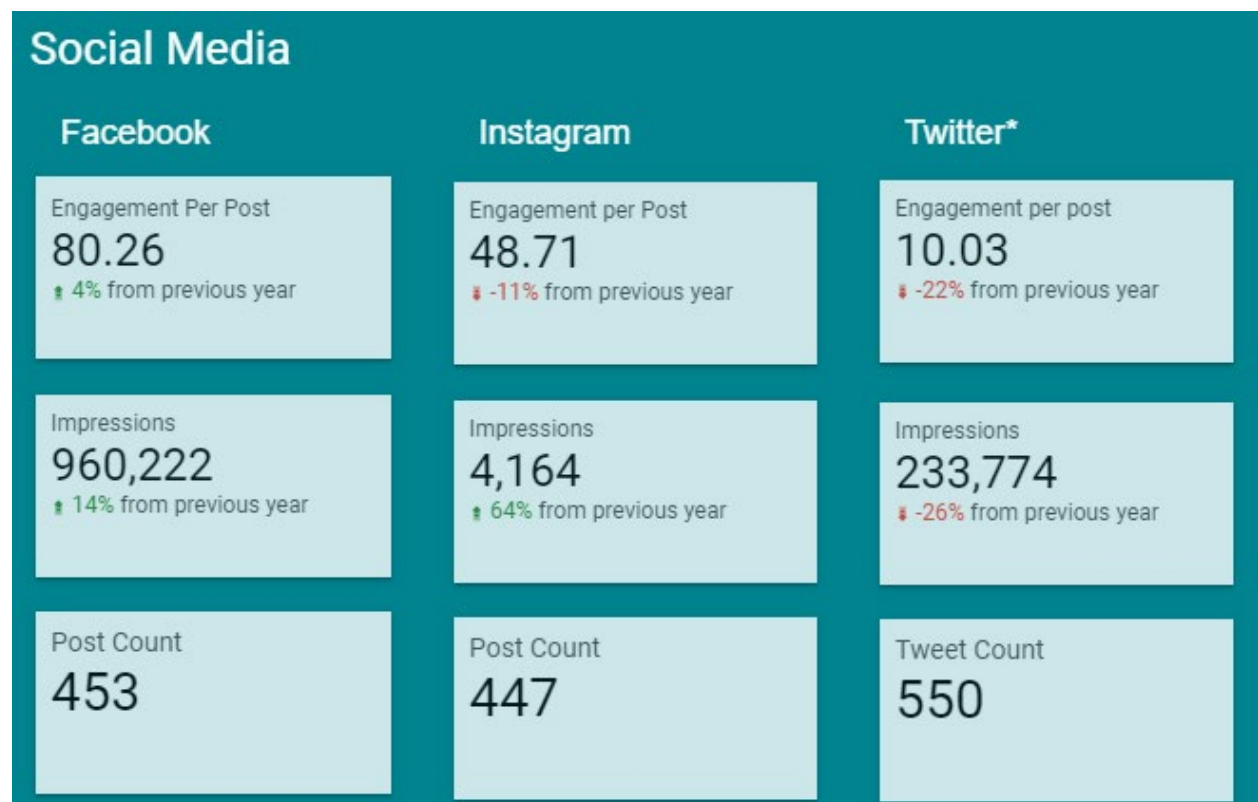 Social Media
Facebook
Engagement Per Post
80.26
4% from previous year
Impressions
960,222
14% from previous year
Post Count
453
Instagram
Engagement per Post
48.71
-11% from previous year
Impressions
4,164
64% from previous year
Post Count
447
Twitter*
Engagement per post
10.03
-22% from previous year
Impressions
233,774
-26% from previous year
Tweet Count
550